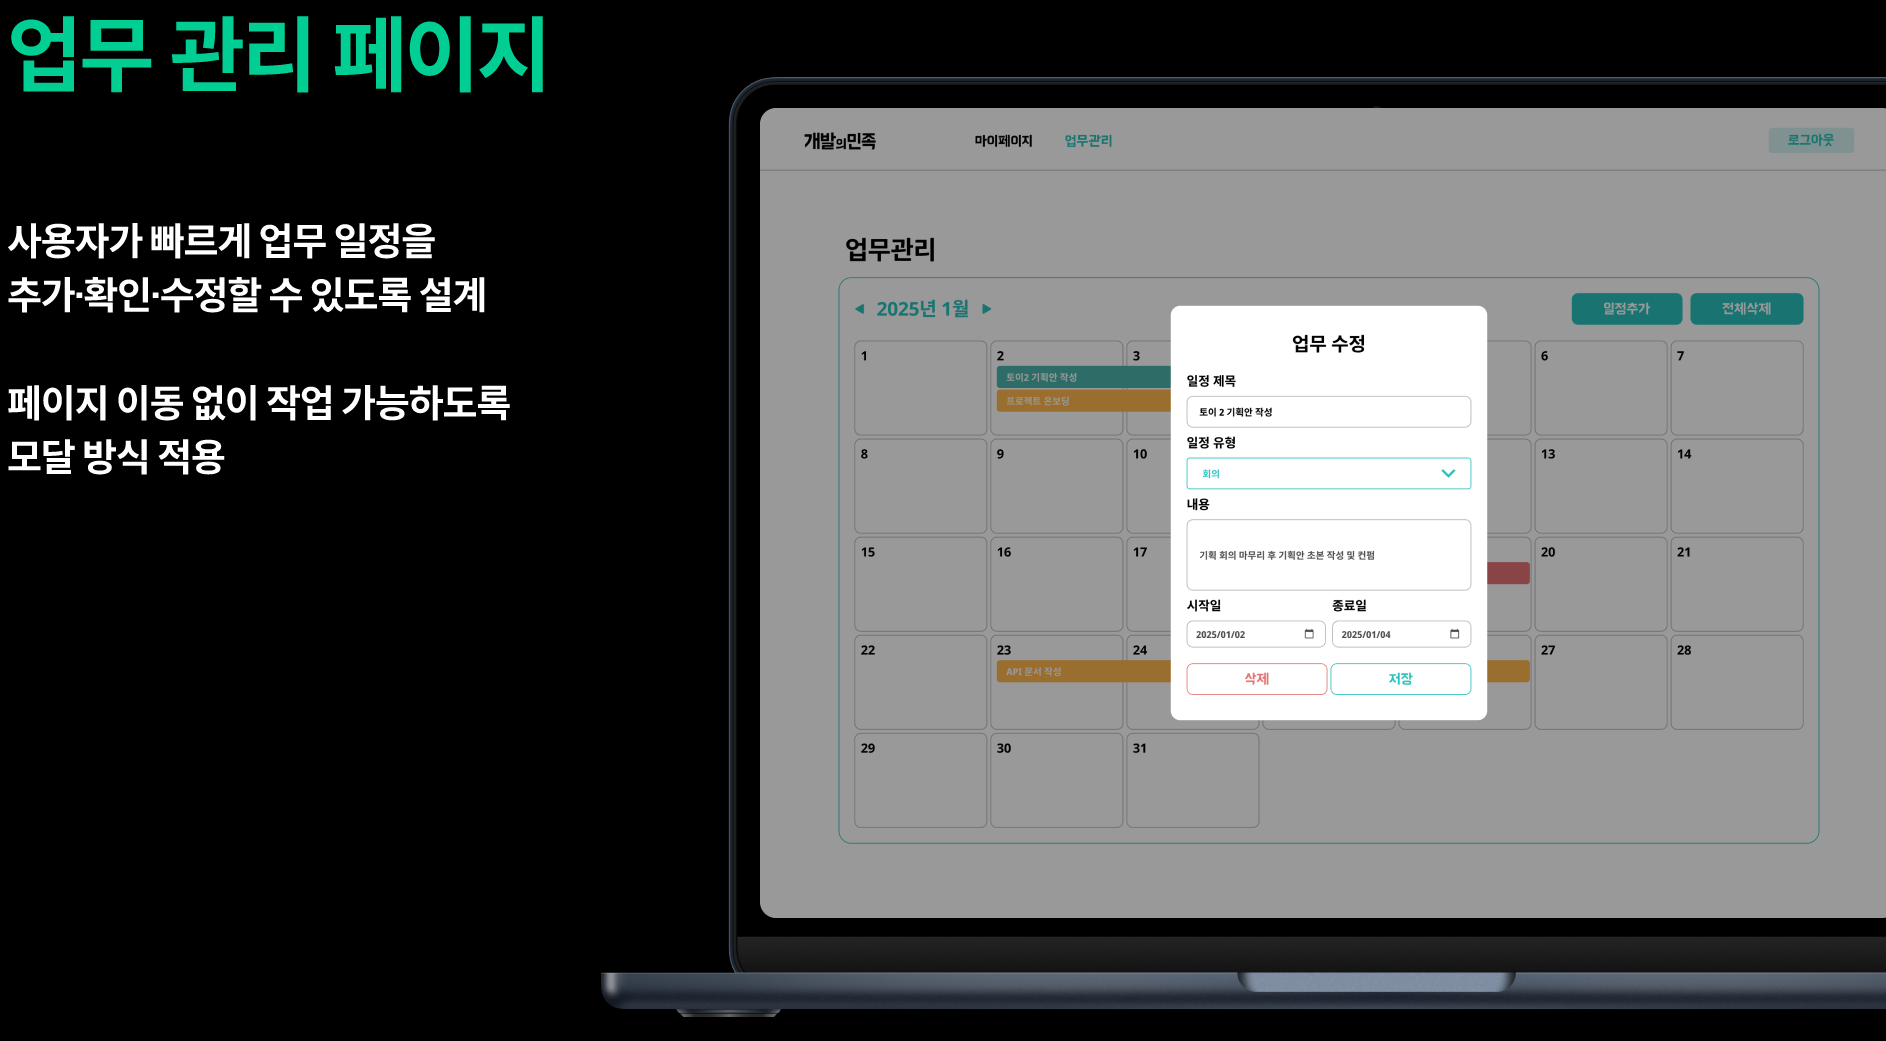 업무 관리 페이지
사용자가 빠르게 업무 일정을
추가·확인·수정할 수 있도록 설계
페이지 이동 없이 작업 가능하도록
모달 방식 적용
개발의민족
마이페이지
업무관리
로그아웃
업무관리
2025년 1월
일정추가
전체삭제
1
2
3
6
7
토이2 기획안 작성
프로젝트 온보딩
8
9
10
13
14
15
16
17
20
21
22
23
24
27
28
API 문서 작성
29
30
31
업무 수정
일정 제목
토이 2 기획안 작성
일정 유형
회의
내용
기획 회의 마무리 후 기획안 초본 작성 및 컨펌
시작일
종료일
2025/01/02
2025/01/04
삭제
저장